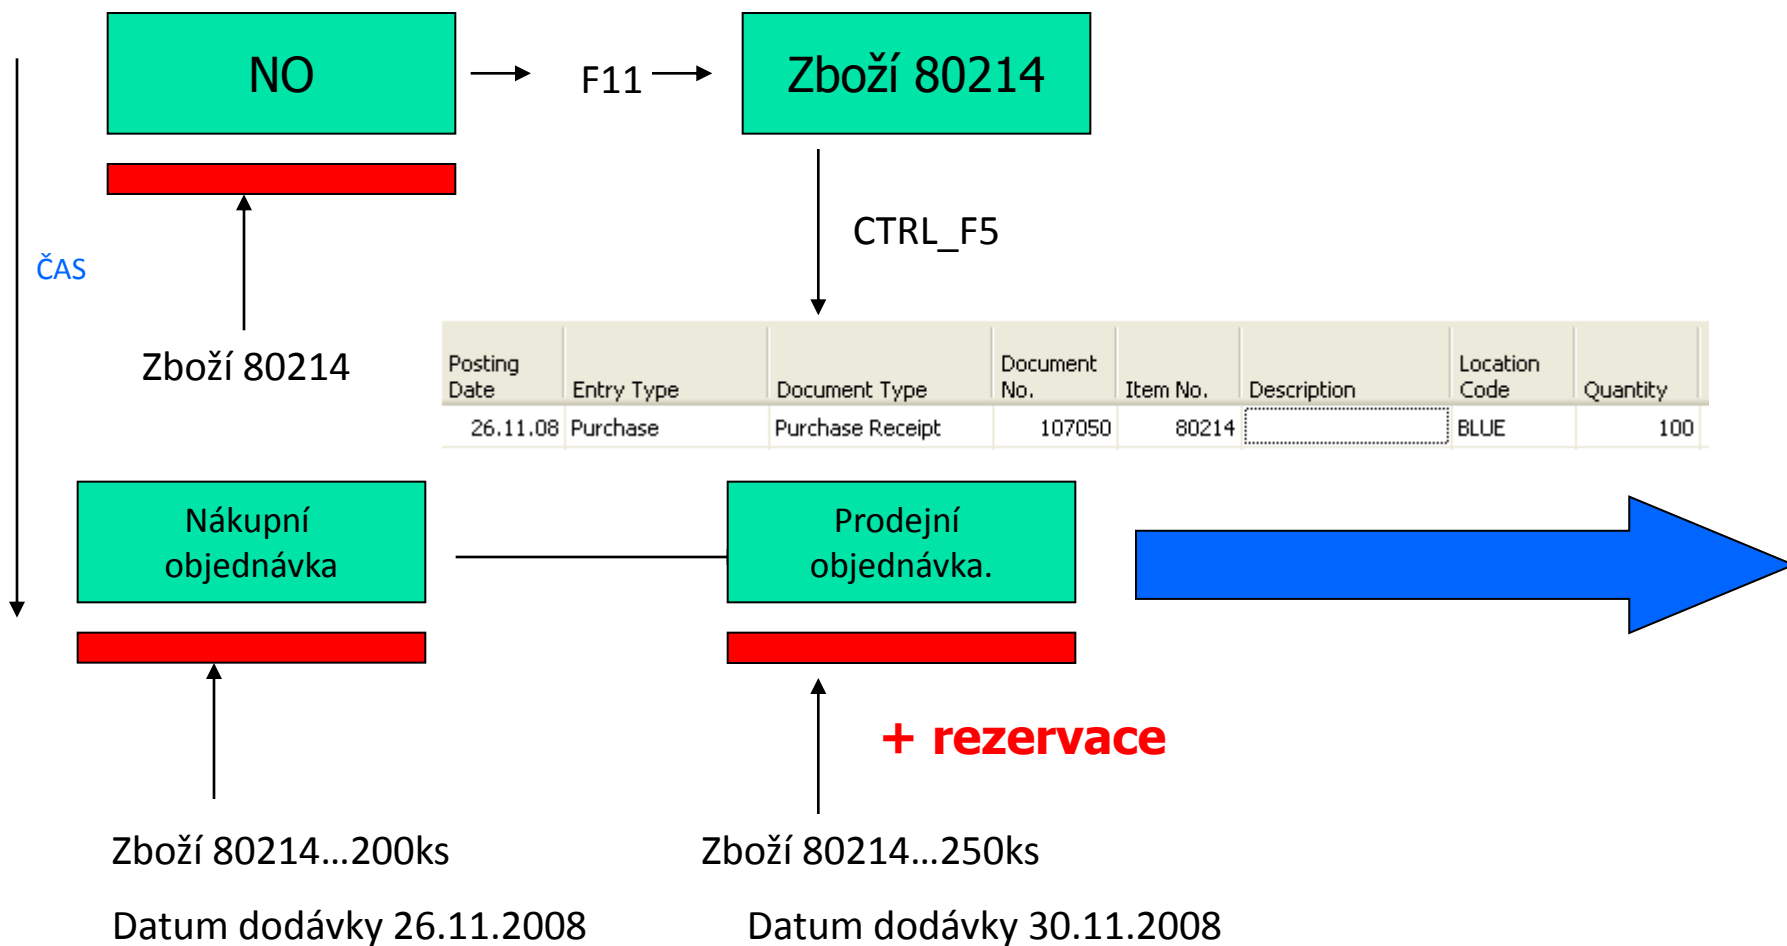 NO
F11
Zboží 80214
CTRL_F5
ČAS
Zboží 80214
Posting Date Entry Type Document Type Document No. Item No. Description Location Code Quantity
26.11.08 Purchase Purchase Receipt 107050 80214 BLUE 100
Nákupní
objednávka
Prodejní
objednávka.
+ rezervace
Zboží 80214...200ks
Zboží 80214...250ks
Datum dodávky 26.11.2008
Datum dodávky 30.11.2008